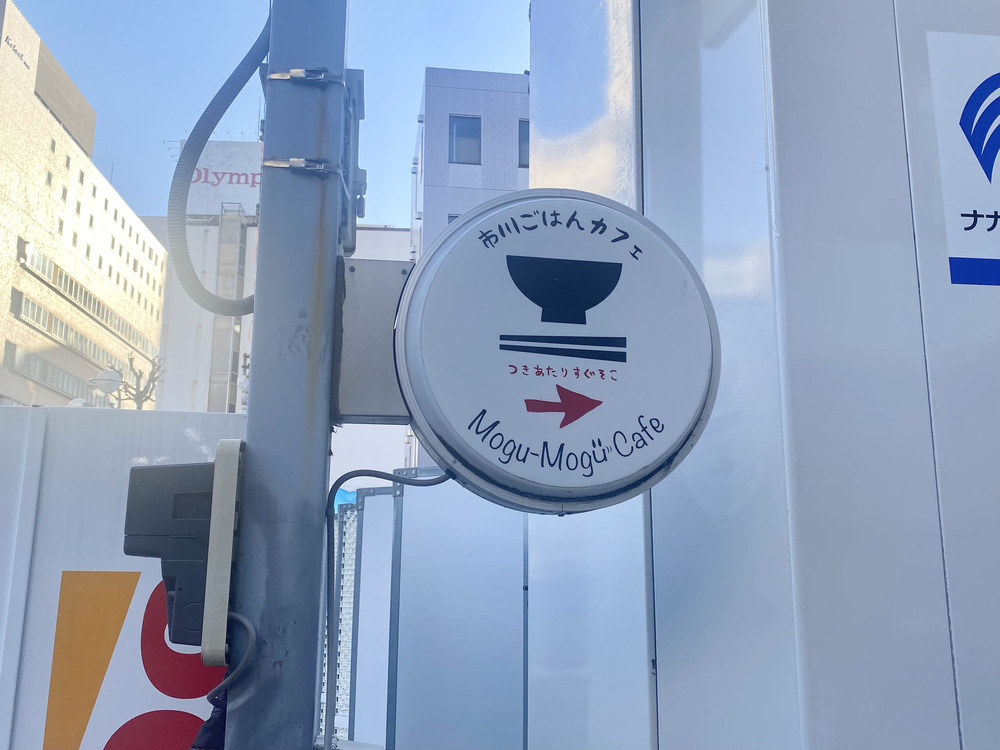 Olymp
市川ごはんカフェ
つきあたりすぐそこ
Mogu-Mogu" Cafe
ナナ